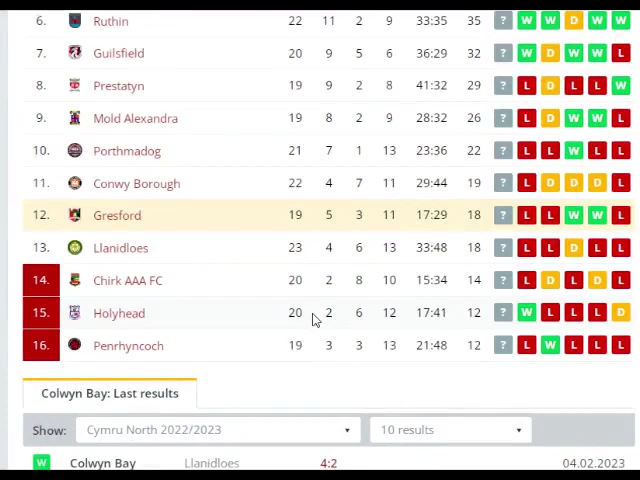 6. Ruthin 22 11 2 9 33:35 35 ? W W D W W
7. Guilsfield 20 9 5 6 36:29 32 ? W D W W L
8. Prestatyn 19 9 2 8 41:32 29 ? L D L L W
9. Mold Alexandra 19 8 2 9 28:32 26 ? L D W W L
10. Porthmadog 21 7 1 13 23:36 22 ? L L W L L
11. Conwy Borough 22 4 7 11 29:44 19 ? L D D D L
12. Gresford 19 5 3 11 17:29 18 ? L L W W L
13. Llanidloes 23 4 6 13 33:48 18 ? L L D L L
14. Chirk AAA FC 20 2 8 10 15:34 14 ? L D L D L
15. Holyhead 20 2 6 12 17:41 12 ? W L L L D
16. Penrhyncoch 19 3 3 13 21:48 12 ? L W L L L
Colwyn Bay: Last results
Show: Cymru North 2022/2023 10 results
W Colwyn Bay Llanidloes 4:2 04.02.2023